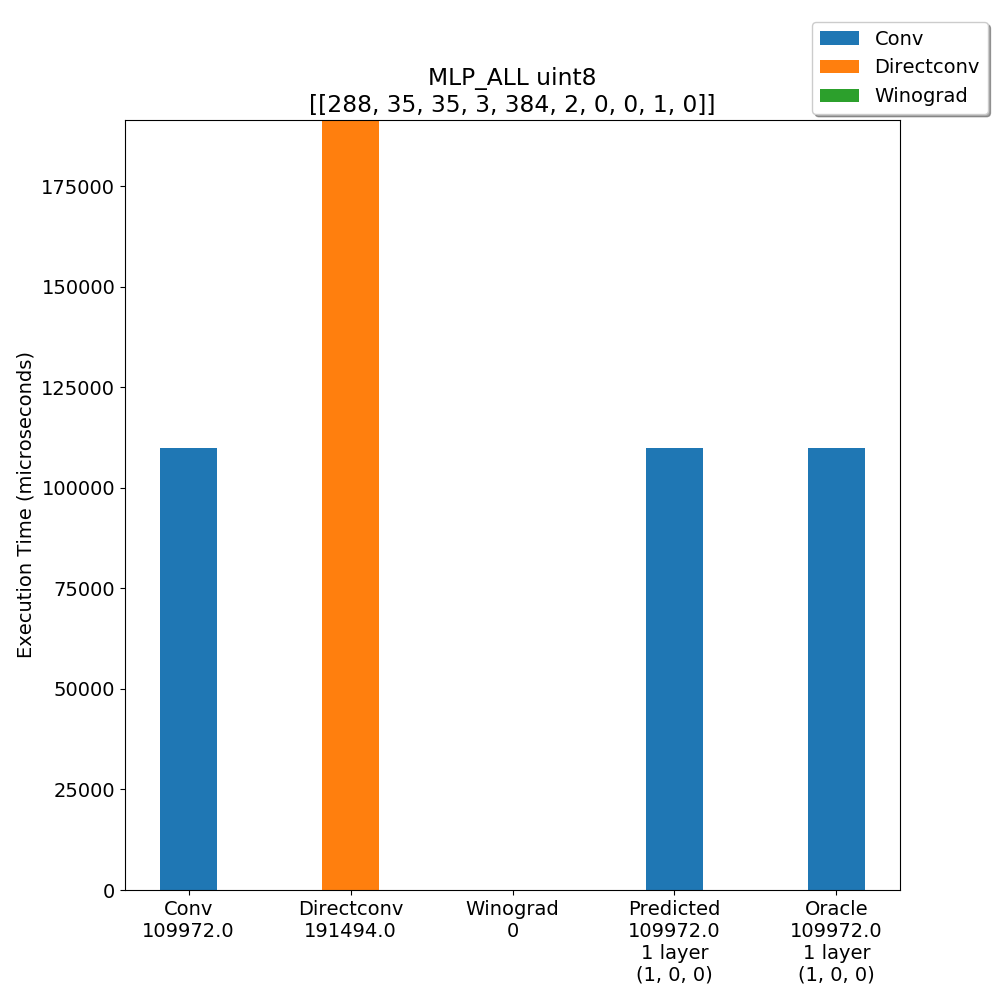 Conv
Directconv
Winograd
MLP_ALL uint8
[[288, 35, 35, 3, 384, 2, 0, 0, 1, 0]]
Execution Time (microseconds)
175000
150000
125000
100000
75000
50000
25000
0
Conv
109972.0
Directconv
191494.0
Winograd
0
Predicted
109972.0
1 layer
(1, 0, 0)
Oracle
109972.0
1 layer
(1, 0, 0)